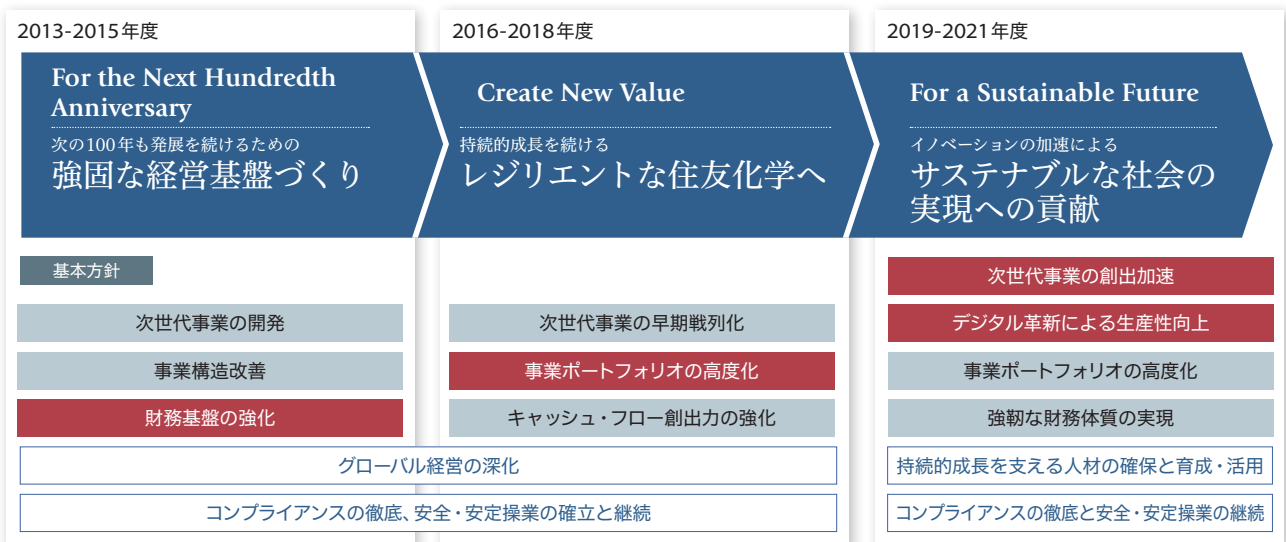 2013-2015年度
For the Next Hundredth
Anniversary
次の100年も発展を続けるための
強固な経営基盤づくり
2016-2018年度
Create New Value
持続的成長を続ける
レジリエントな住友化学へ
2019-2021年度
For a Sustainable Future
イノベーションの加速による
サステナブルな社会の
実現への貢献
基本方針
次世代事業の開発
事業構造改善
財務基盤の強化
次世代事業の早期戦列化
事業ポートフォリオの高度化
キャッシュ・フロー創出力の強化
グローバル経営の深化
コンプライアンスの徹底、安全・安定操業の確立と継続
次世代事業の創出加速
デジタル革新による生産性向上
事業ポートフォリオの高度化
強靭な財務体質の実現
持続的成長を支える人材の確保と育成・活用
コンプライアンスの徹底と安全・安定操業の継続